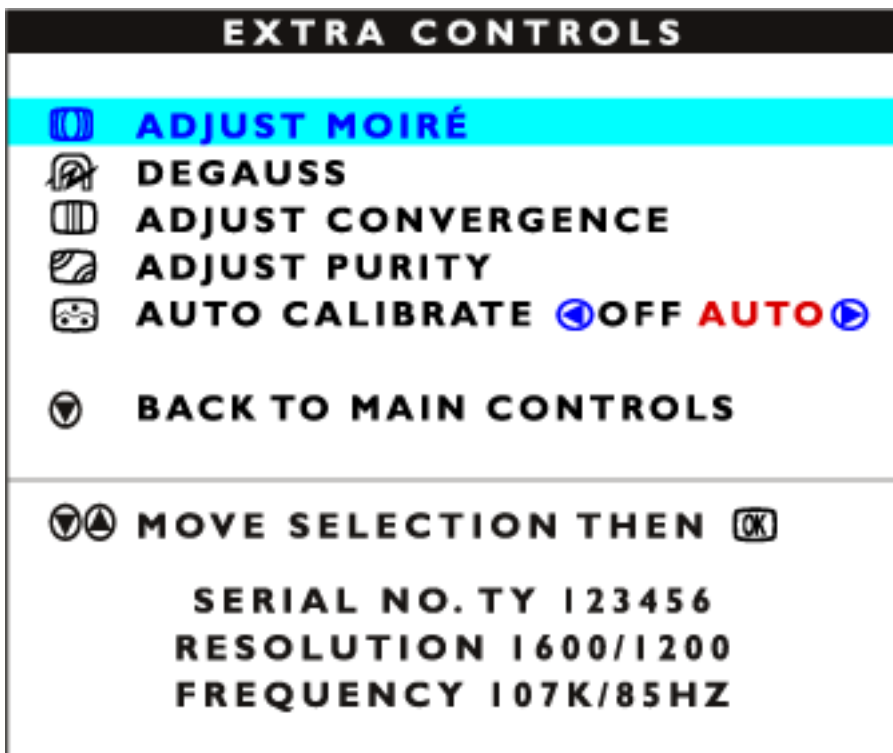 EXTRA CONTROLS
ADJUST MOIRÉ
DEGAUSS
ADJUST CONVERGENCE
ADJUST PURITY
AUTO CALIBRATE OFF AUTO
BACK TO MAIN CONTROLS
MOVE SELECTION THEN OK
SERIAL NO. TY 123456
RESOLUTION 1600/1200
FREQUENCY 107K/85HZ